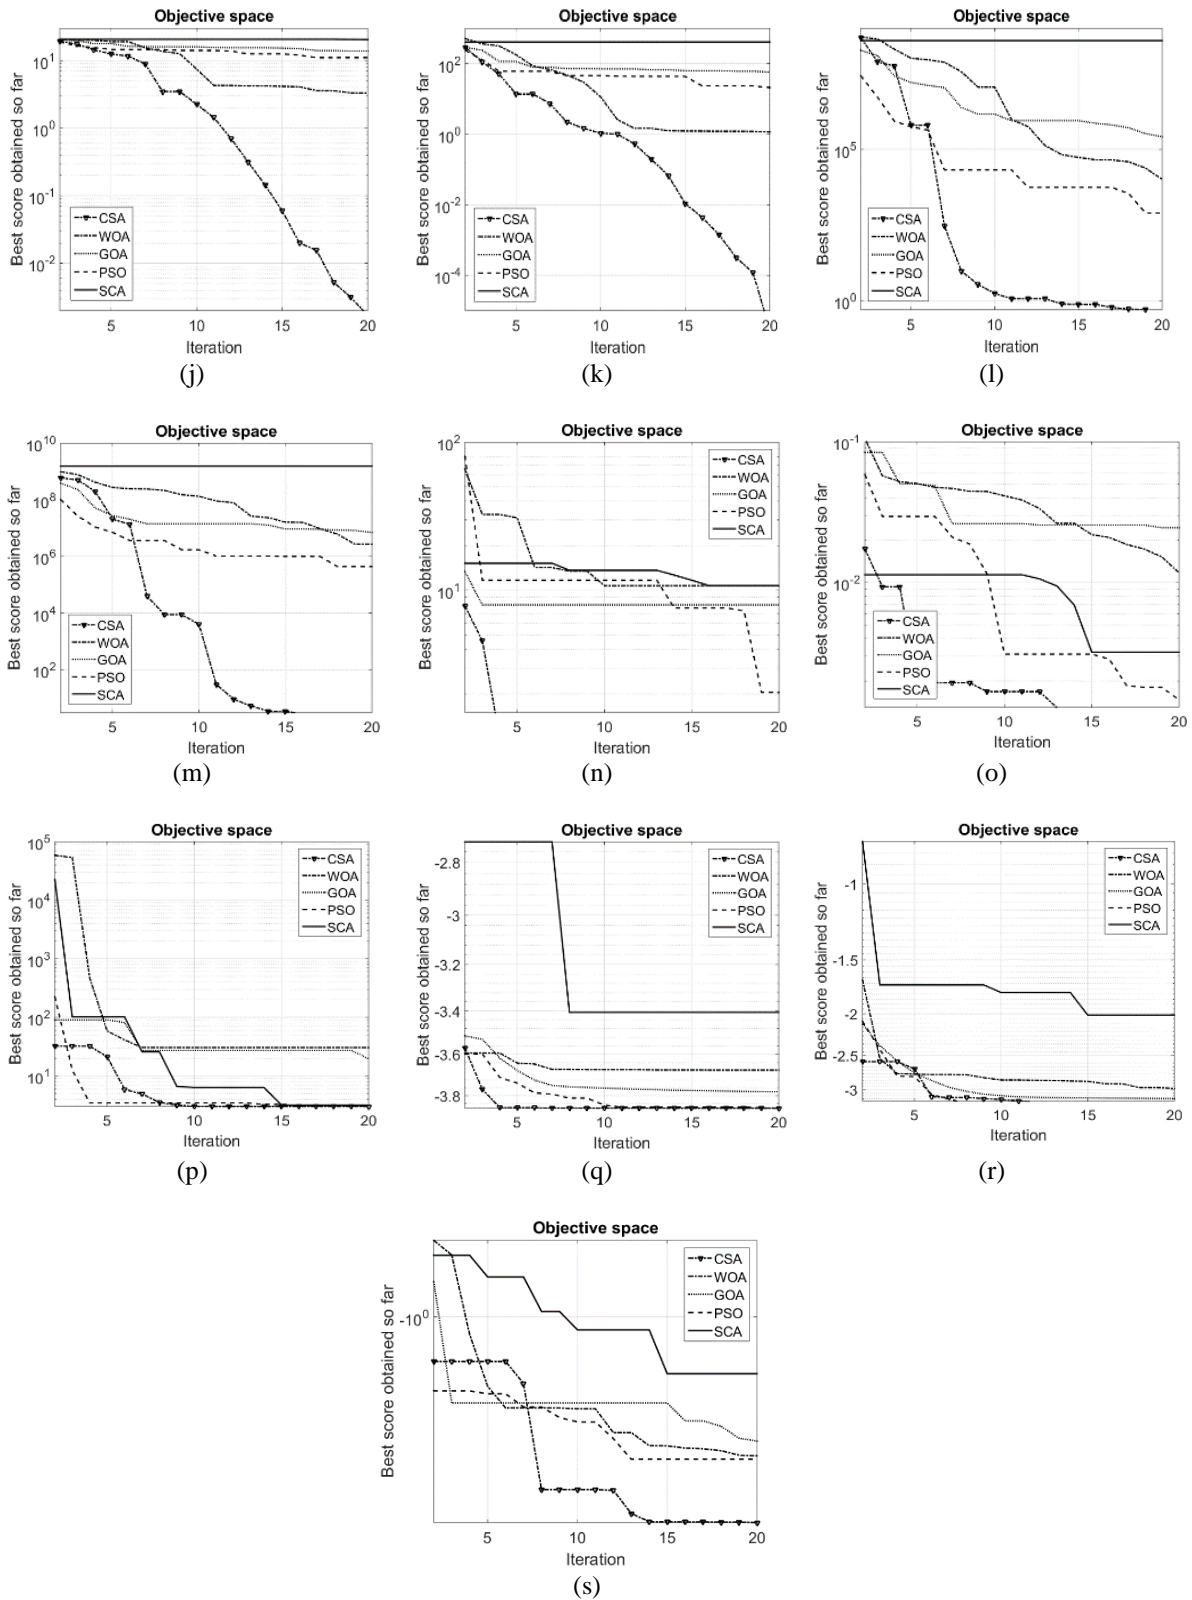 Objective space
Best score obtained so far
10^1
10^0
10^-1
10^-2
CSA
WOA
GOA
PSO
SCA
5 10 15 20
Iteration
(j)
Objective space
Best score obtained so far
10^2
10^0
10^-2
10^-4
CSA
WOA
GOA
PSO
SCA
5 10 15 20
Iteration
(k)
Objective space
Best score obtained so far
10^5
10^0
CSA
WOA
GOA
PSO
SCA
5 10 15 20
Iteration
(l)
Objective space
Best score obtained so far
10^10
10^8
10^6
10^4
10^2
CSA
WOA
GOA
PSO
SCA
5 10 15 20
Iteration
(m)
Objective space
Best score obtained so far
10^2
10^1
CSA
WOA
GOA
PSO
SCA
5 10 15 20
Iteration
(n)
Objective space
Best score obtained so far
10^-1
10^-2
CSA
WOA
GOA
PSO
SCA
5 10 15 20
Iteration
(o)
Objective space
Best score obtained so far
10^5
10^4
10^3
10^2
10^1
CSA
WOA
GOA
PSO
SCA
5 10 15 20
Iteration
(p)
Objective space
Best score obtained so far
-2.8
-3
-3.2
-3.4
-3.6
-3.8
CSA
WOA
GOA
PSO
SCA
5 10 15 20
Iteration
(q)
Objective space
Best score obtained so far
-1
-1.5
-2
-2.5
-3
CSA
WOA
GOA
PSO
SCA
5 10 15 20
Iteration
(r)
Objective space
Best score obtained so far
-10^0
CSA
WOA
GOA
PSO
SCA
5 10 15 20
Iteration
(s)